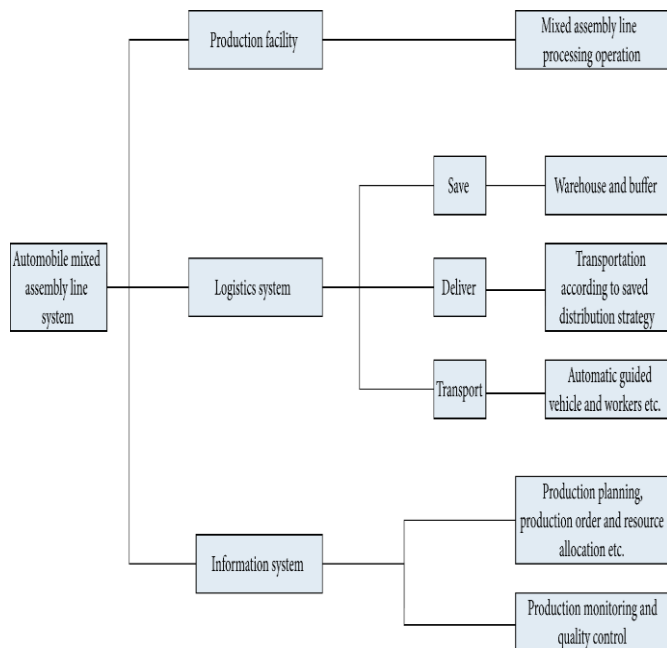 Production facility
Mixed assembly line
processing operation
Save
Warehouse and buffer
Automobile mixed
assembly line
system
Logistics system
Deliver
Transportation
according to saved
distribution strategy
Transport
Automatic guided
vehicle and workers etc.
Information system
Production planning,
production order and resource
allocation etc.
Production monitoring and
quality control